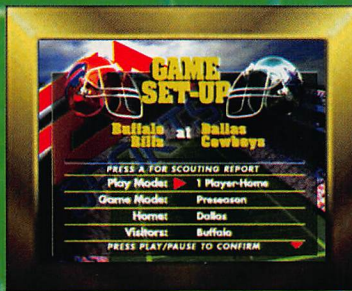 GAME
SET-UP
Buffalo at Dallas
Bills Cowboys
PRESS A FOR SCOUTING REPORT
Play Mode: 1 Player-Home
Game Mode: Preseason
Home: Dallas
Visitors: Buffalo
PRESS PLAY/PAUSE TO CONFIRM